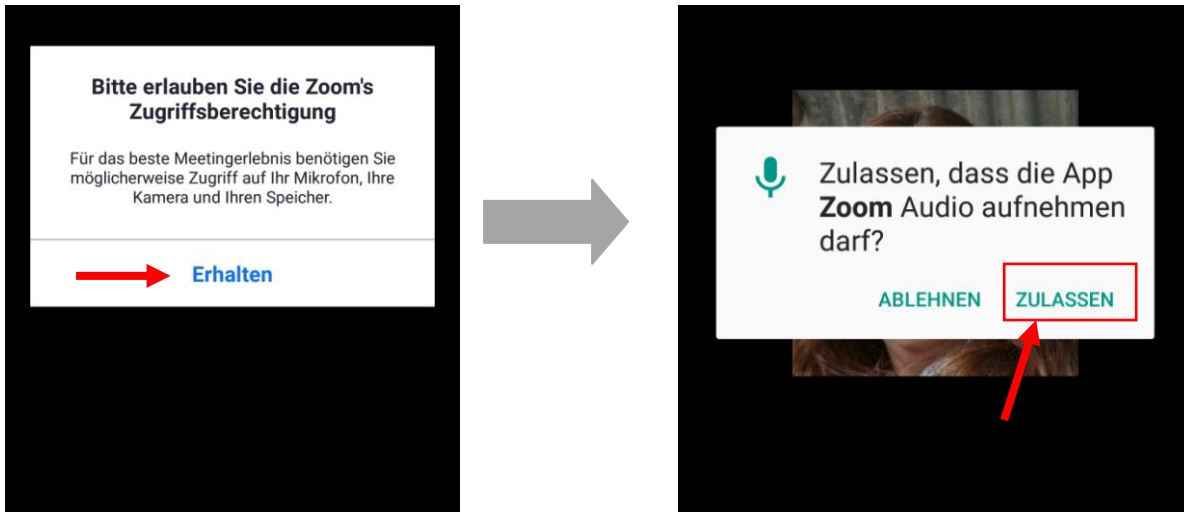 Bitte erlauben Sie die Zoom's
Zugriffsberechtigung
Für das beste Meetingerlebnis benötigen Sie
möglicherweise Zugriff auf Ihr Mikrofon, Ihre
Kamera und Ihren Speicher.
Erhalten
Zulassen, dass die App
Zoom Audio aufnehmen
darf?
ABLEHNEN ZULASSEN